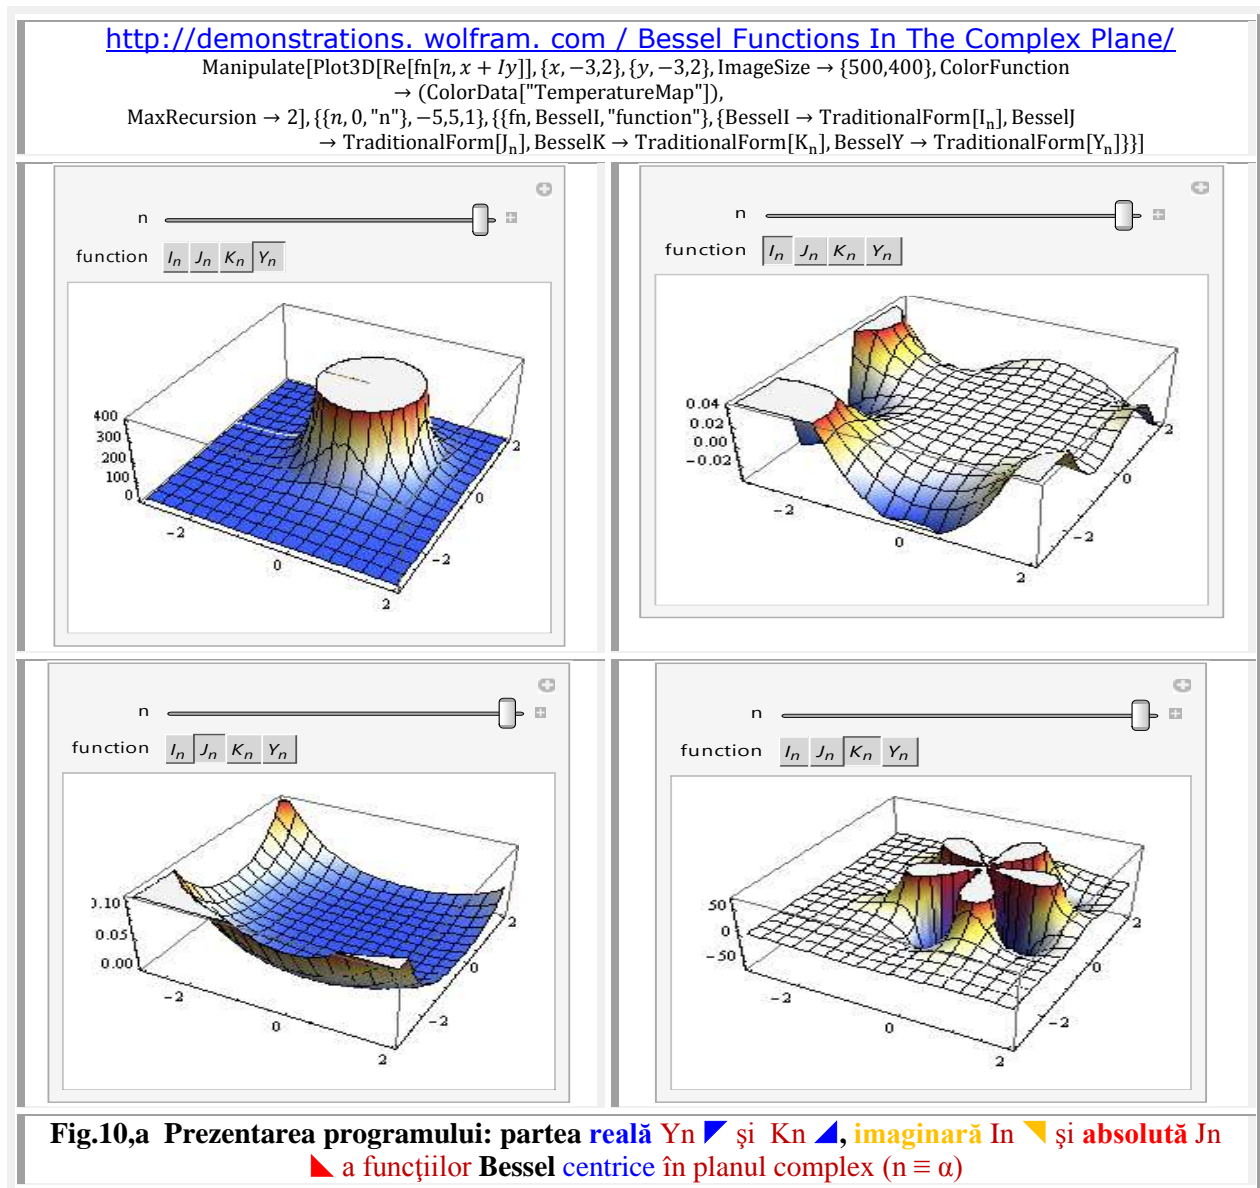 http://demonstrations. wolfram. com / Bessel Functions In The Complex Plane/
Manipulate[Plot3D[Re[fn[n, x + Iy]], {x, −3,2}, {y, −3,2}, ImageSize → {500,400}, ColorFunction
→ (ColorData["TemperatureMap"]),
MaxRecursion → 2], {{n, 0, "n"}, −5,5,1}, {{fn, BesselI, "function"}, {BesselI → TraditionalForm[Iₙ], BesselJ
→ TraditionalForm[Jₙ], BesselK → TraditionalForm[Kₙ], BesselY → TraditionalForm[Yₙ]}}]
n
function Iₙ Jₙ Kₙ Yₙ
400
300
200
100
0
−2
0
2
−2
0
2
n
function Iₙ Jₙ Kₙ Yₙ
0.04
0.02
0.00
−0.02
−2
0
2
−2
0
2
n
function Iₙ Jₙ Kₙ Yₙ
0.05
0.00
−2
0
2
−2
0
2
n
function Iₙ Jₙ Kₙ Yₙ
50
0
−50
−2
0
2
−2
0
2
Fig.10,a Prezentarea programului: partea reală Yn ◤ şi Kn ◢, imaginară In ◥ şi absolută Jn
◣ a funcţiilor Bessel centrice în planul complex (n ≡ α)